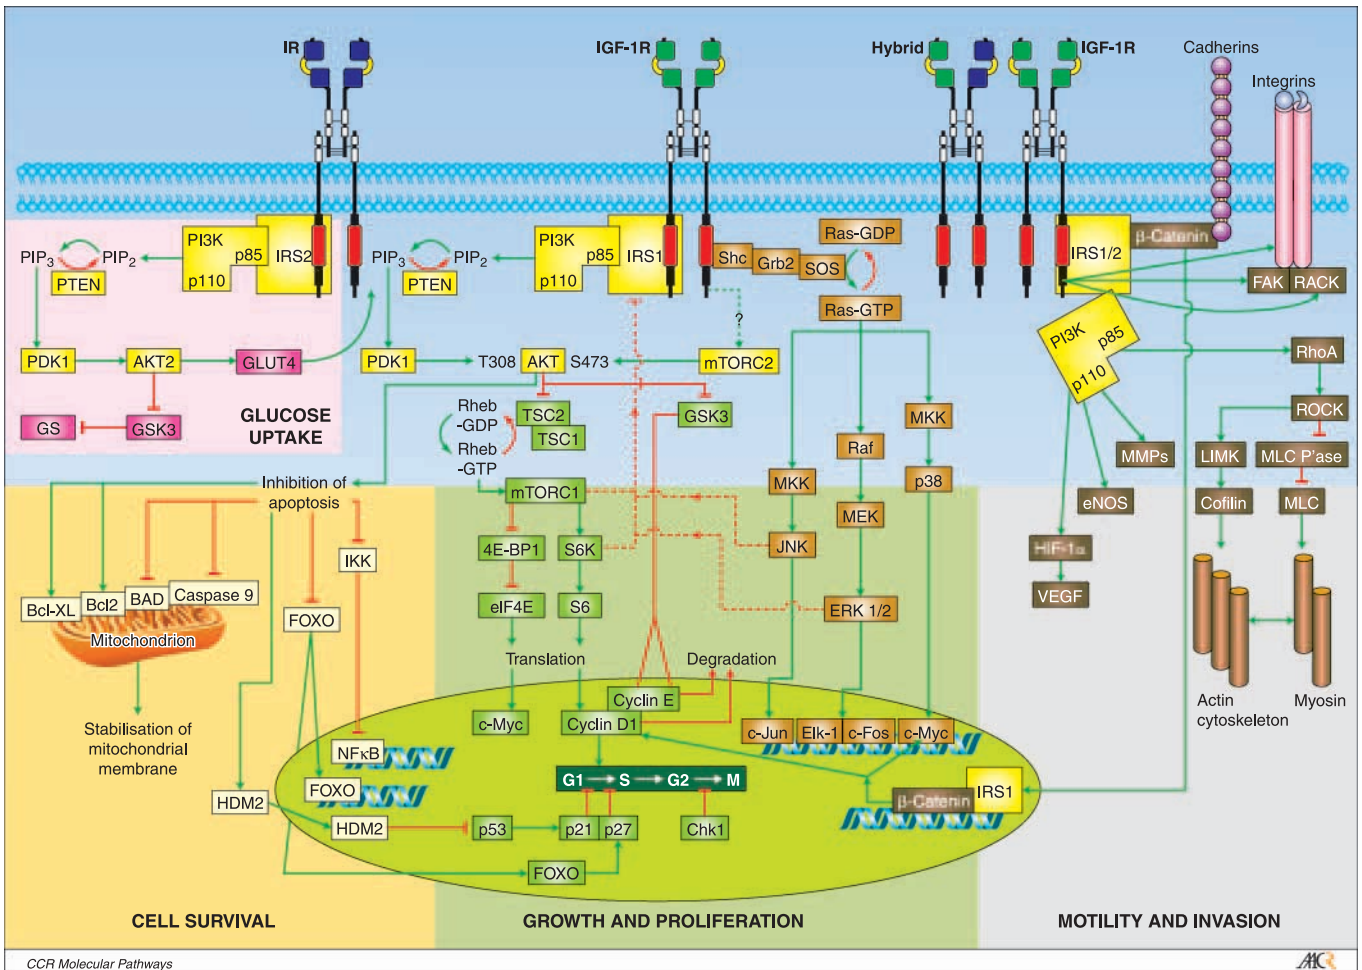 IR
IGF-1R
Hybrid
IGF-1R
Cadherins
Integrins
PIP3
PIP2
PTEN
PI3K
p85
p110
IRS2
PIP3
PIP2
PTEN
PI3K
p85
p110
IRS1
Shc
Grb2
SOS
Ras-GDP
Ras-GTP
IRS1/2
β-Catenin
FAK
RACK
PI3K
p85
p110
?
PDK1
AKT2
GLUT4
PDK1
T308
AKT
S473
mTORC2
RhoA
GS
GSK3
GLUCOSE
UPTAKE
Rheb
-GDP
Rheb
-GTP
TSC2
TSC1
GSK3
MKK
Raf
ROCK
MMPs
LIMK
MLC P'ase
Inhibition of
apoptosis
mTORC1
MKK
p38
eNOS
Cofilin
MLC
MEK
IKK
4E-BP1
S6K
JNK
HIF-1α
Bcl-XL
Bcl2
BAD
Caspase 9
Mitochondrion
FOXO
eIF4E
S6
ERK 1/2
VEGF
Translation
Degradation
Actin
cytoskeleton
Myosin
Stabilisation of
mitochondrial
membrane
c-Myc
Cyclin E
Cyclin D1
c-Jun
Elk-1
c-Fos
c-Myc
NFκB
FOXO
G1
S
G2
M
β-Catenin
IRS1
HDM2
HDM2
p53
p21
p27
Chk1
FOXO
CELL SURVIVAL
GROWTH AND PROLIFERATION
MOTILITY AND INVASION
CCR Molecular Pathways
AACR